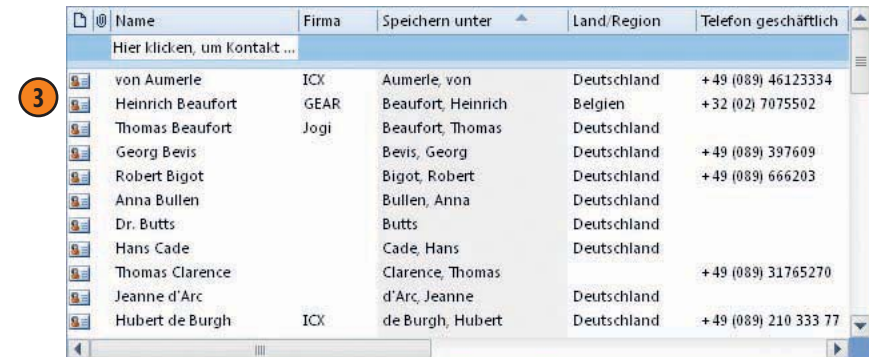 Name Firma Speichern unter Land/Region Telefon geschäftlich
Hier klicken, um Kontakt ...
von Aumerle ICX Aumerle, von Deutschland +49 (089) 46123334
3
Heinrich Beaufort GEAR Beaufort, Heinrich Belgien +32 (02) 7075502
Thomas Beaufort Jogi Beaufort, Thomas Deutschland
Georg Bevis Bevis, Georg Deutschland +49 (089) 397609
Robert Bigot Bigot, Robert Deutschland +49 (089) 666203
Anna Bullen Bullen, Anna Deutschland
Dr. Butts Butts Deutschland
Hans Cade Cade, Hans Deutschland
Thomas Clarence Clarence, Thomas +49 (089) 31765270
Jeanne d'Arc d'Arc, Jeanne Deutschland
Hubert de Burgh ICX de Burgh, Hubert Deutschland +49 (089) 210 333 77